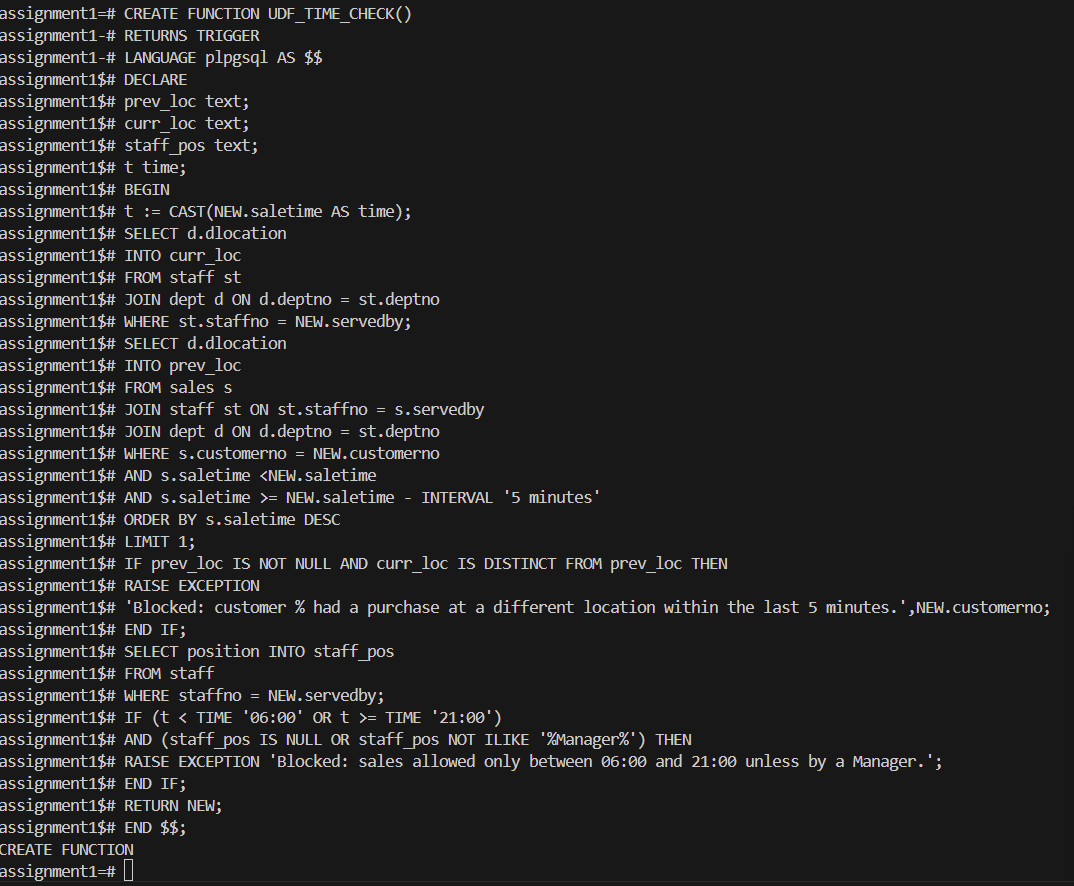 assignment1=# CREATE FUNCTION UDF_TIME_CHECK()
assignment1-# RETURNS TRIGGER
assignment1-# LANGUAGE plpgsql AS $$
assignment1$# DECLARE
assignment1$# prev_loc text;
assignment1$# curr_loc text;
assignment1$# staff_pos text;
assignment1$# t time;
assignment1$# BEGIN
assignment1$# t := CAST(NEW.saletime AS time);
assignment1$# SELECT d.dlocation
assignment1$# INTO curr_loc
assignment1$# FROM staff st
assignment1$# JOIN dept d ON d.deptno = st.deptno
assignment1$# WHERE st.staffno = NEW.servedby;
assignment1$# SELECT d.dlocation
assignment1$# INTO prev_loc
assignment1$# FROM sales s
assignment1$# JOIN staff st ON st.staffno = s.servedby
assignment1$# JOIN dept d ON d.deptno = st.deptno
assignment1$# WHERE s.customerno = NEW.customerno
assignment1$# AND s.saletime <NEW.saletime
assignment1$# AND s.saletime >= NEW.saletime - INTERVAL '5 minutes'
assignment1$# ORDER BY s.saletime DESC
assignment1$# LIMIT 1;
assignment1$# IF prev_loc IS NOT NULL AND curr_loc IS DISTINCT FROM prev_loc THEN
assignment1$# RAISE EXCEPTION
assignment1$# 'Blocked: customer % had a purchase at a different location within the last 5 minutes.',NEW.customerno;
assignment1$# END IF;
assignment1$# SELECT position INTO staff_pos
assignment1$# FROM staff
assignment1$# WHERE staffno = NEW.servedby;
assignment1$# IF (t < TIME '06:00' OR t >= TIME '21:00')
assignment1$# AND (staff_pos IS NULL OR staff_pos NOT ILIKE '%Manager%') THEN
assignment1$# RAISE EXCEPTION 'Blocked: sales allowed only between 06:00 and 21:00 unless by a Manager.';
assignment1$# END IF;
assignment1$# RETURN NEW;
assignment1$# END $$;
CREATE FUNCTION
assignment1=#